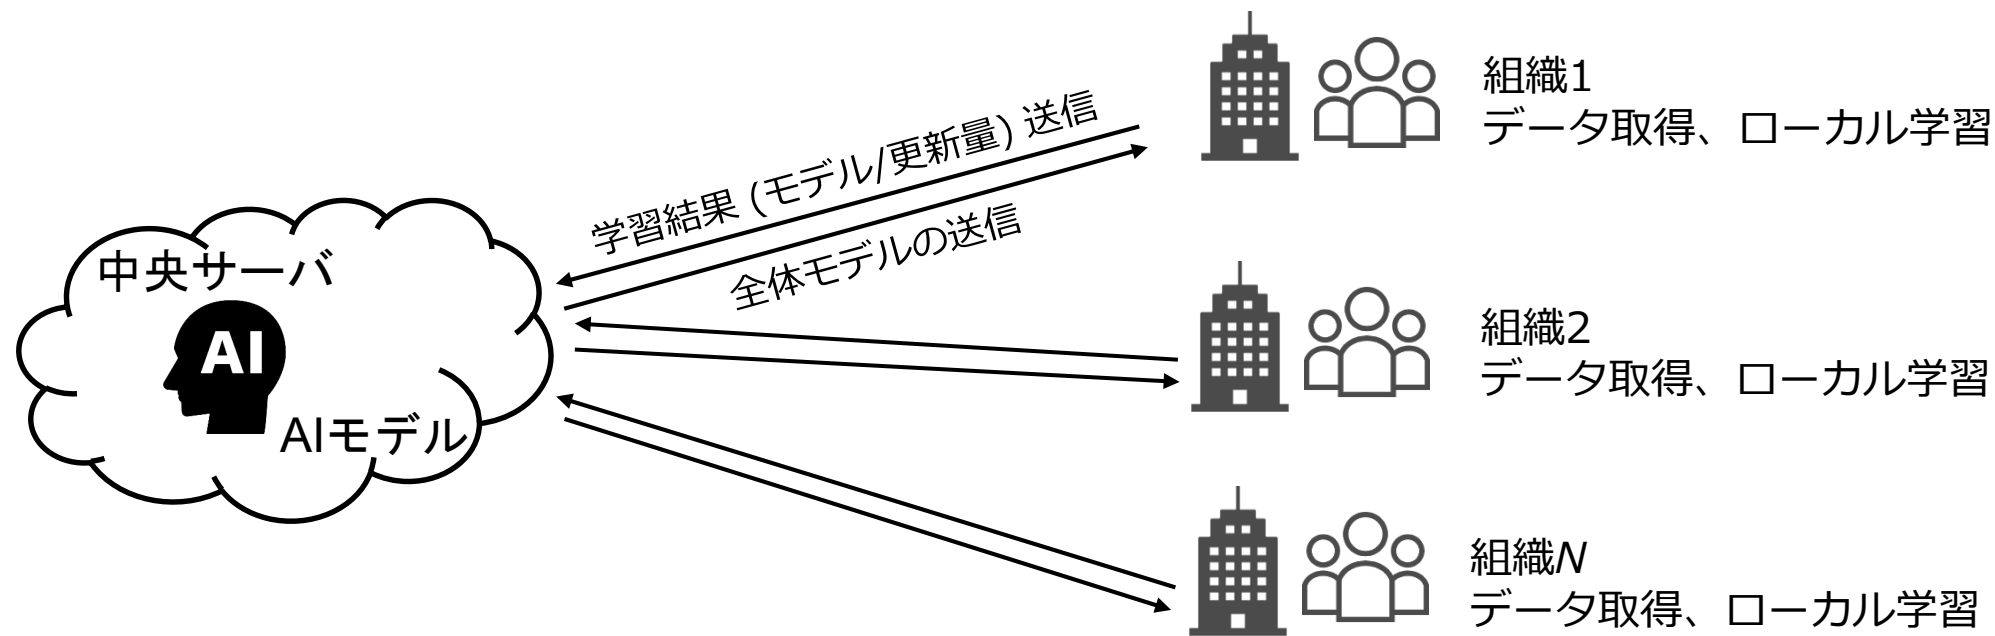 中央サーバ
AI
AIモデル
学習結果 (モデル/更新量) 送信
全体モデルの送信
組織1
データ取得、ローカル学習
組織2
データ取得、ローカル学習
組織N
データ取得、ローカル学習